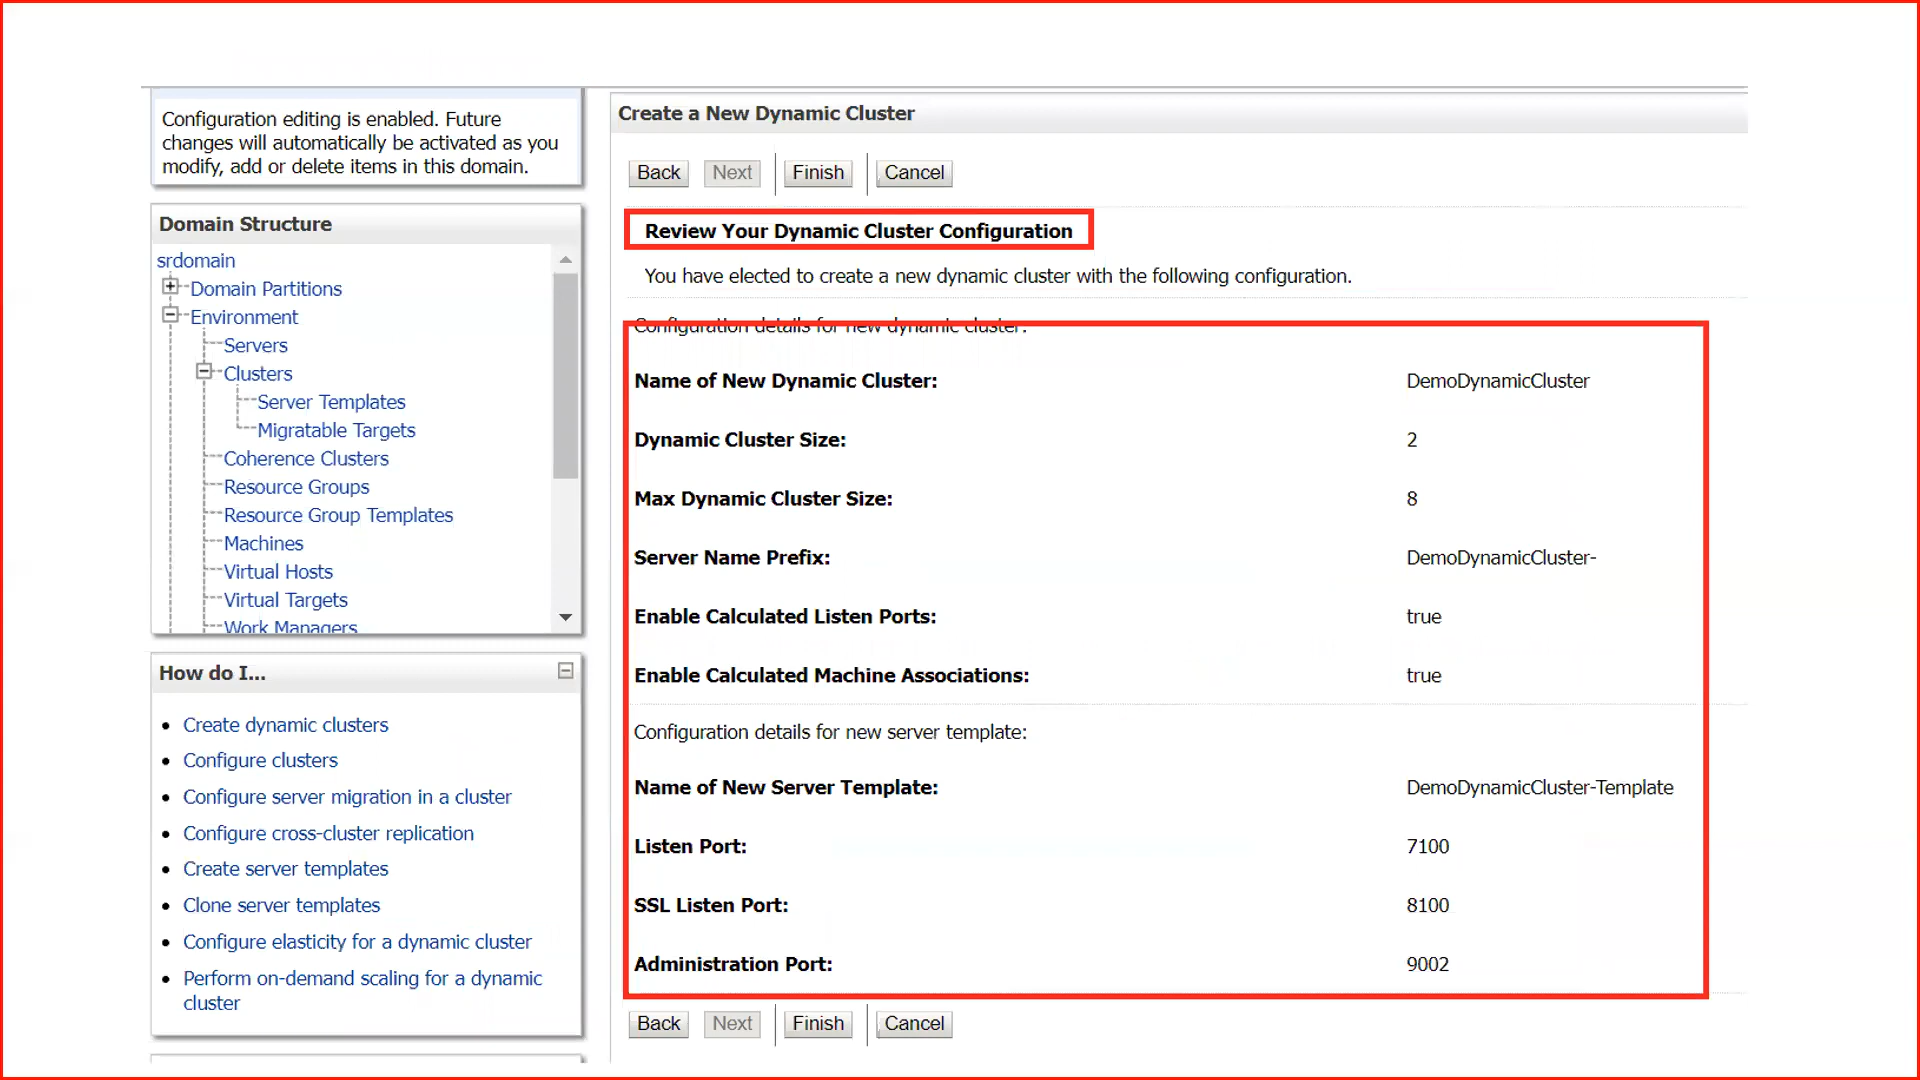 Configuration editing is enabled. Future
changes will automatically be activated as you
modify, add or delete items in this domain.
Domain Structure
srdomain
Domain Partitions
Environment
Servers
Clusters
Server Templates
Migratable Targets
Coherence Clusters
Resource Groups
Resource Group Templates
Machines
Virtual Hosts
Virtual Targets
Work Managers
How do I...
Create dynamic clusters
Configure clusters
Configure server migration in a cluster
Configure cross-cluster replication
Create server templates
Clone server templates
Configure elasticity for a dynamic cluster
Perform on-demand scaling for a dynamic
cluster
Create a New Dynamic Cluster
Back Next Finish Cancel
Review Your Dynamic Cluster Configuration
You have elected to create a new dynamic cluster with the following configuration.
Configuration details for new dynamic cluster:
Name of New Dynamic Cluster: DemoDynamicCluster
Dynamic Cluster Size: 2
Max Dynamic Cluster Size: 8
Server Name Prefix: DemoDynamicCluster-
Enable Calculated Listen Ports: true
Enable Calculated Machine Associations: true
Configuration details for new server template:
Name of New Server Template: DemoDynamicCluster-Template
Listen Port: 7100
SSL Listen Port: 8100
Administration Port: 9002
Back Next Finish Cancel